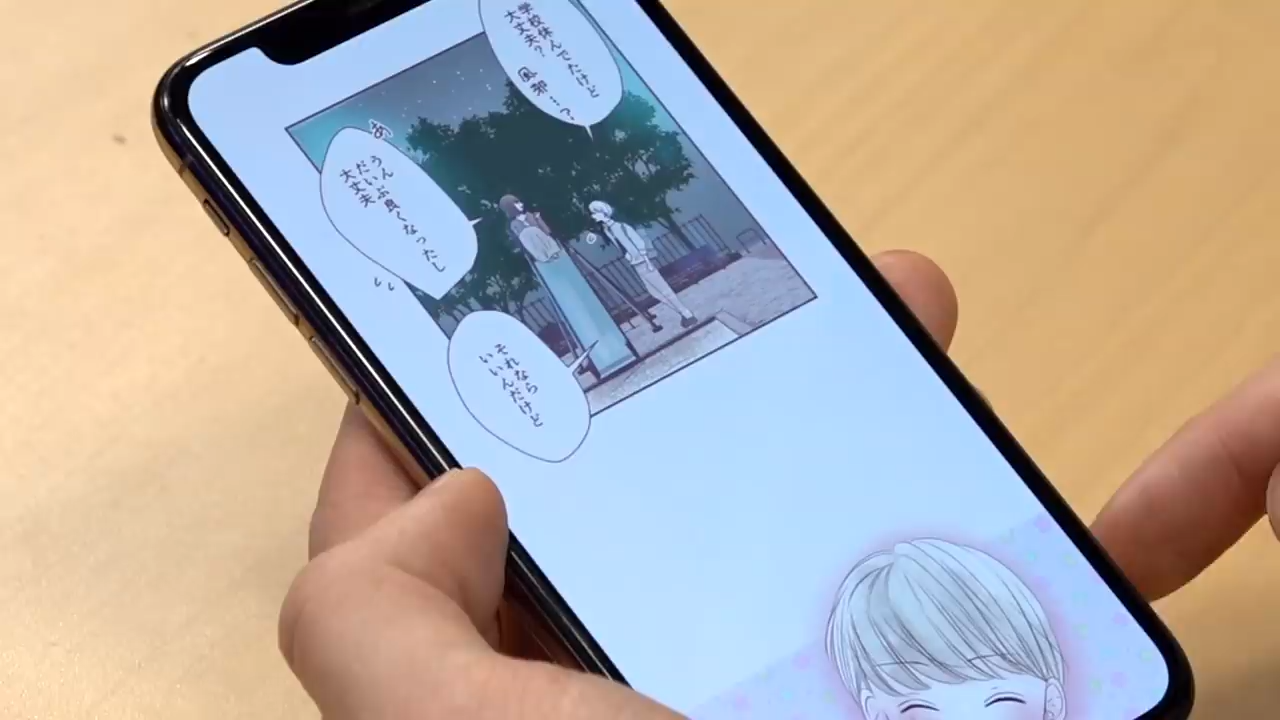 学校休んでたけど
大丈夫？　風邪…？
あ
うん
だいぶ良くなったし
大丈夫
それなら
いいんだけど